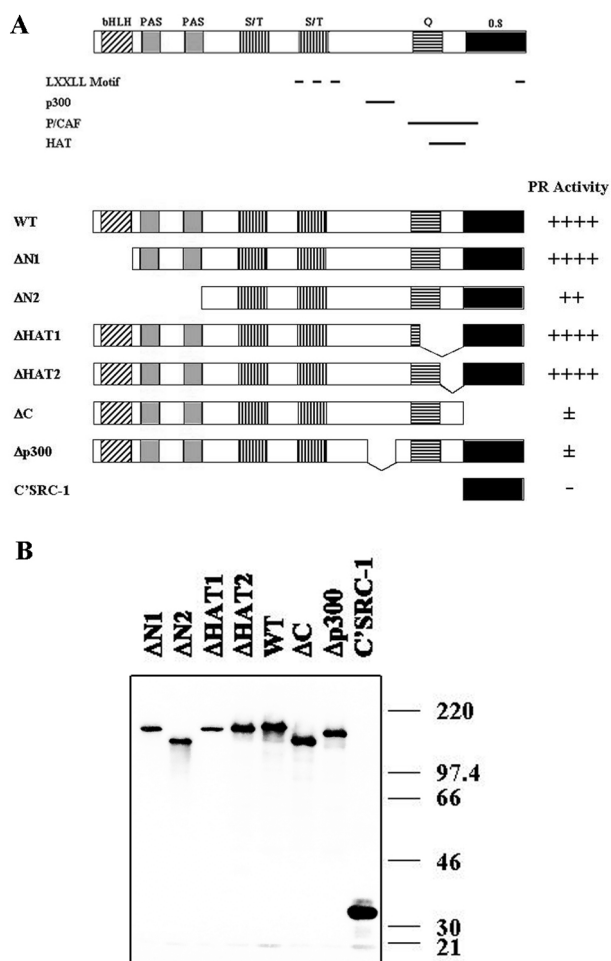 A
bHLH PAS PAS S/T S/T Q 0.8
LXXLL Motif
p300
P/CAF
HAT
PR Activity
WT ++++
ΔN1 ++++
ΔN2 ++
ΔHAT1 ++++
ΔHAT2 ++++
ΔC ±
Δp300 ±
C'SRC-1 -
B
ΔN1 ΔN2 ΔHAT1 ΔHAT2 WT ΔC Δp300 C'SRC-1
220
97.4
66
46
30
21